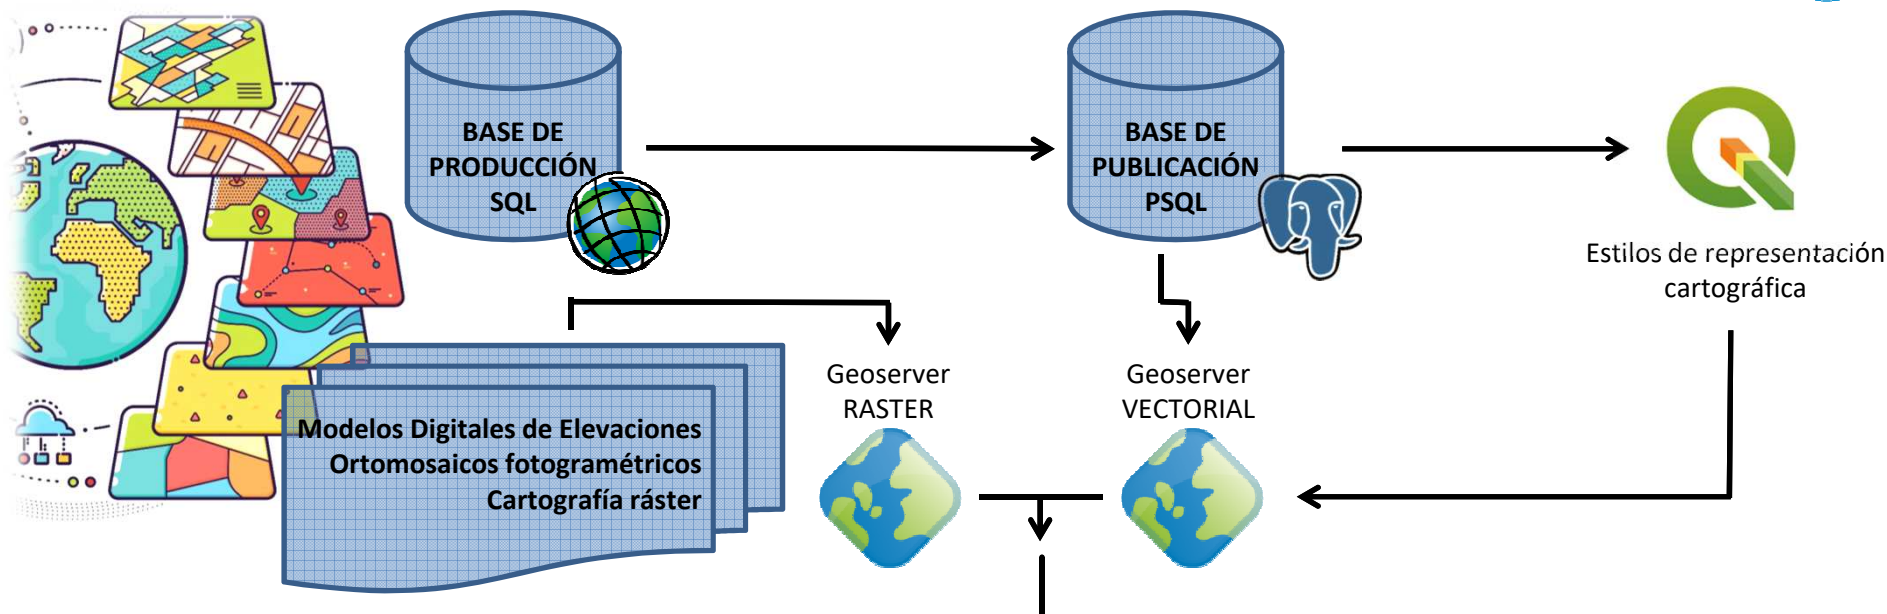 BASE DE
PRODUCCIÓN
SQL
BASE DE
PUBLICACIÓN
PSQL
Estilos de representación
cartográfica
Geoserver
RASTER
Geoserver
VECTORIAL
Modelos Digitales de Elevaciones
Ortomosaicos fotogramétricos
Cartografía ráster